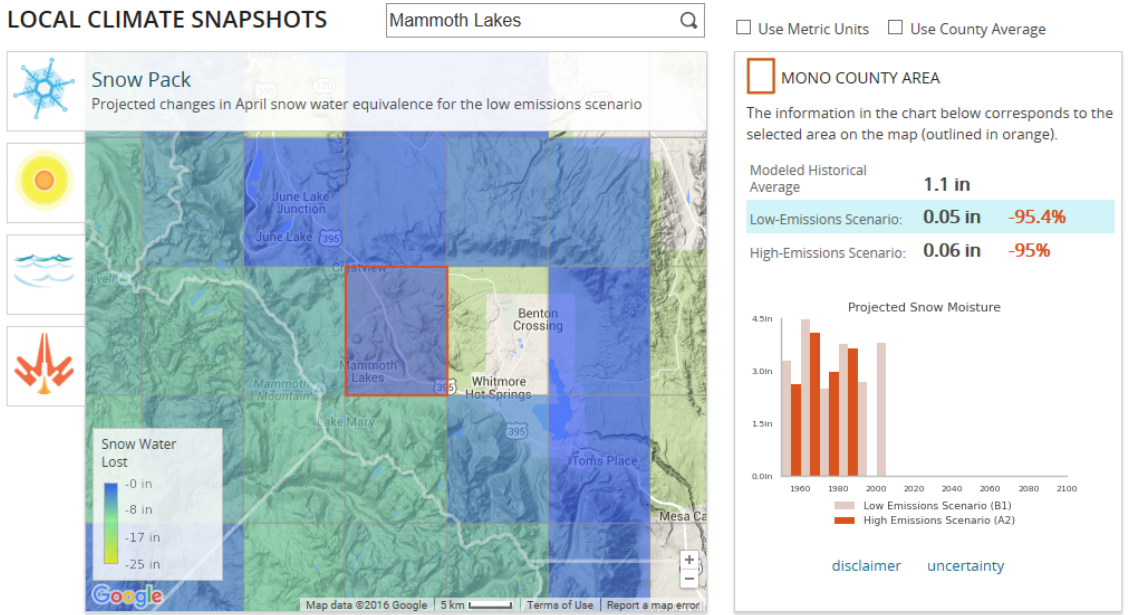 LOCAL CLIMATE SNAPSHOTS
Mammoth Lakes
Use Metric Units
Use County Average
Snow Pack
Projected changes in April snow water equivalence for the low emissions scenario
395
120
June Lake
Junction
June Lake
395
Crestview
Lyell
Benton
Crossing
Mammoth
Lakes
395
Mammoth
Mountain
Whitmore
Hot Springs
Lake Mary
395
Toms Place
Mesa Ca
Snow Water
Lost
-0 in
-8 in
-17 in
-25 in
Google
+
−
Map data ©2016 Google
5 km
Terms of Use
Report a map error
MONO COUNTY AREA
The information in the chart below corresponds to the
selected area on the map (outlined in orange).
Modeled Historical
Average
1.1 in
Low-Emissions Scenario: 0.05 in -95.4%
High-Emissions Scenario: 0.06 in -95%
Projected Snow Moisture
4.5in
3.0in
1.5in
0.0in
1960 1980 2000 2020 2040 2060 2080 2100
Low Emissions Scenario (B1)
High Emissions Scenario (A2)
disclaimer uncertainty